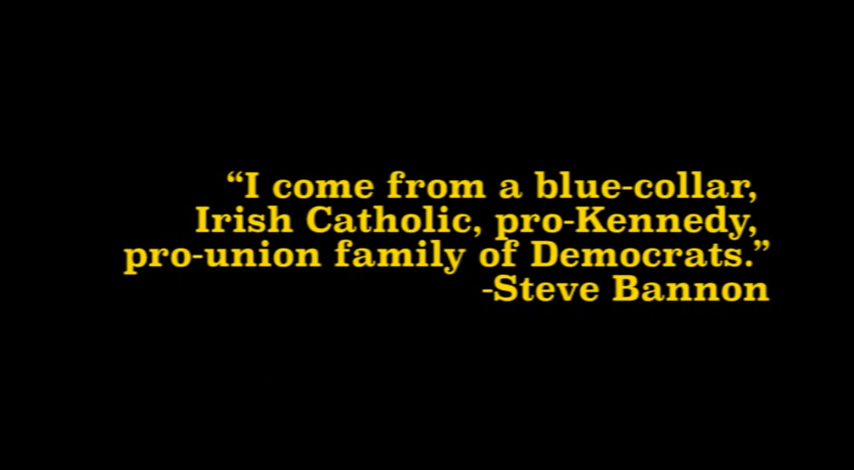 “I come from a blue-collar,
Irish Catholic, pro-Kennedy,
pro-union family of Democrats.”
-Steve Bannon